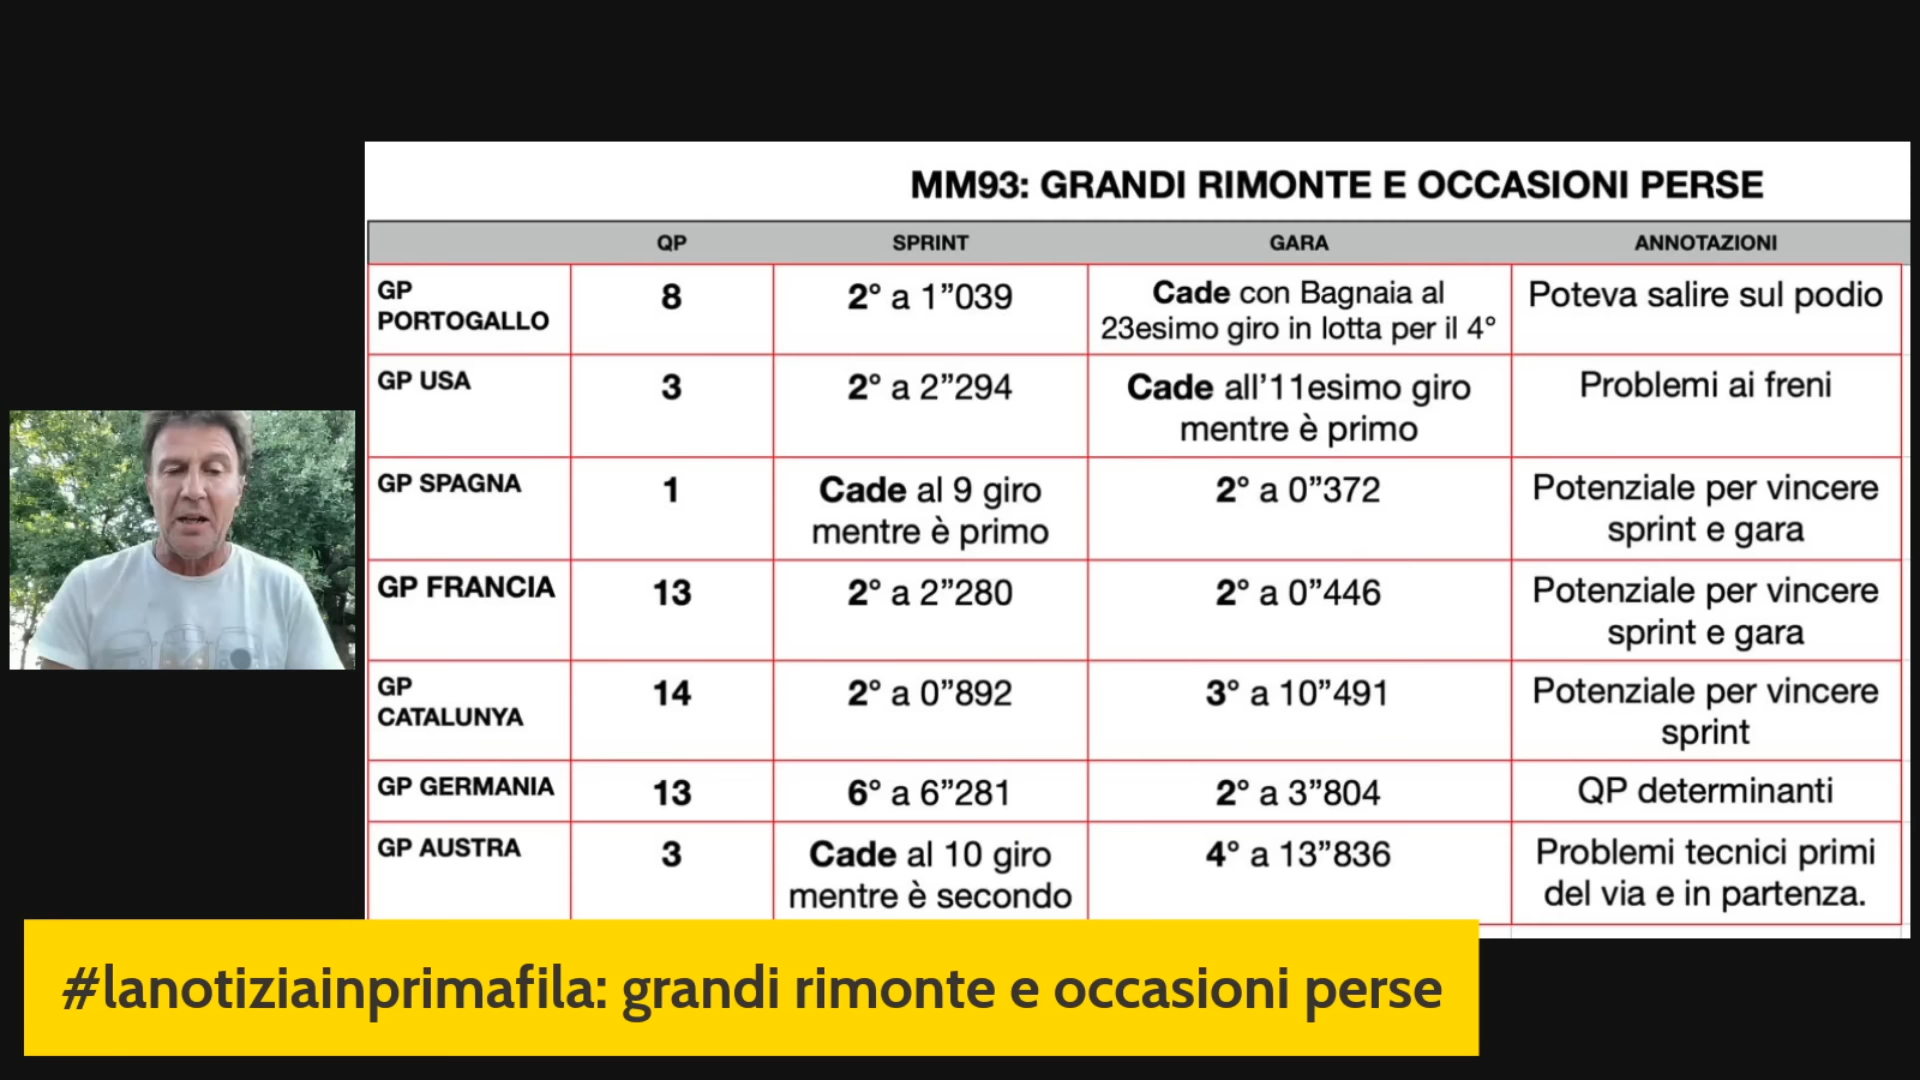 MM93: GRANDI RIMONTE E OCCASIONI PERSE
QP SPRINT GARA ANNOTAZIONI
GP PORTOGALLO
8
2° a 1”039
Cade con Bagnaia al
23esimo giro in lotta per il 4°
Poteva salire sul podio
GP USA
3
2° a 2”294
Cade all’11esimo giro
mentre è primo
Problemi ai freni
GP SPAGNA
1
Cade al 9 giro
mentre è primo
2° a 0”372
Potenziale per vincere
sprint e gara
GP FRANCIA
13
2° a 2”280
2° a 0”446
Potenziale per vincere
sprint e gara
GP
CATALUNYA
14
2° a 0”892
3° a 10”491
Potenziale per vincere
sprint
GP GERMANIA
13
6° a 6”281
2° a 3”804
QP determinanti
GP AUSTRA
3
Cade al 10 giro
mentre è secondo
4° a 13”836
Problemi tecnici primi
del via e in partenza.
#lanotiziainprimafila: grandi rimonte e occasioni perse